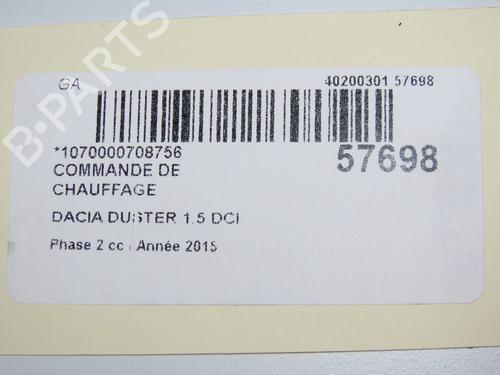 B-PARTS
GA
40200301 57698
*1070000708756
57698
COMMANDE DE
CHAUFFAGE
DACIA DUSTER 1.5 DCI
Phase 2 cc / Année 2015